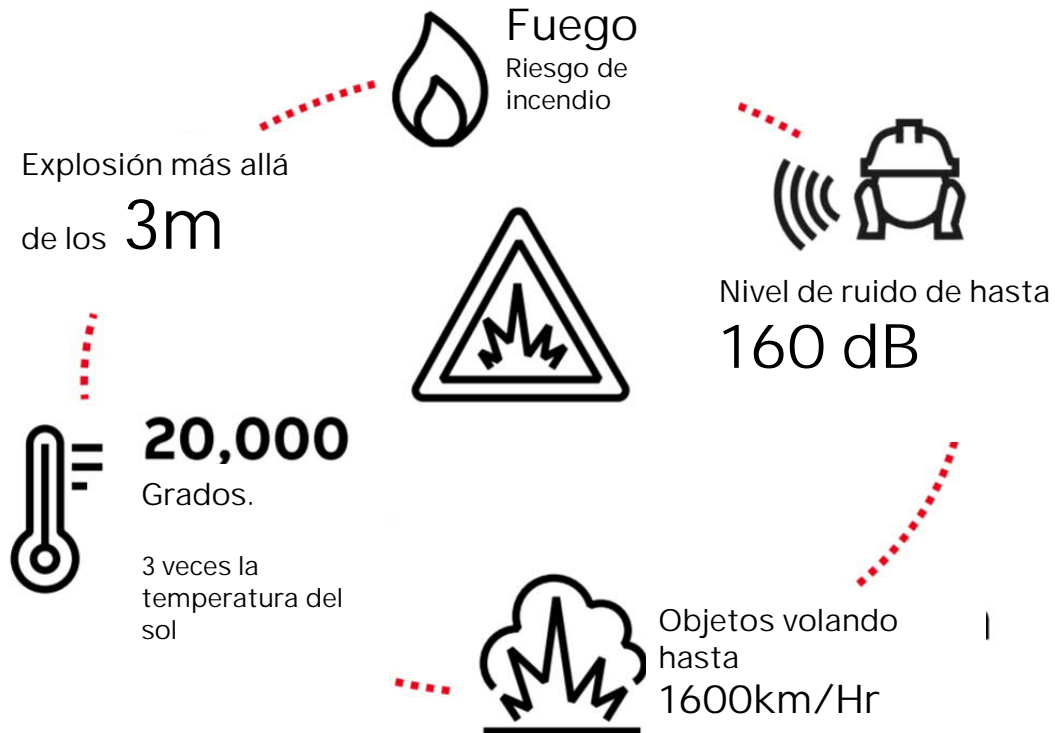 Fuego
Riesgo de
incendio
Explosión más allá
de los 3m
Nivel de ruido de hasta
160 dB
20,000
Grados.
3 veces la
temperatura del
sol
Objetos volando
hasta
1600km/Hr